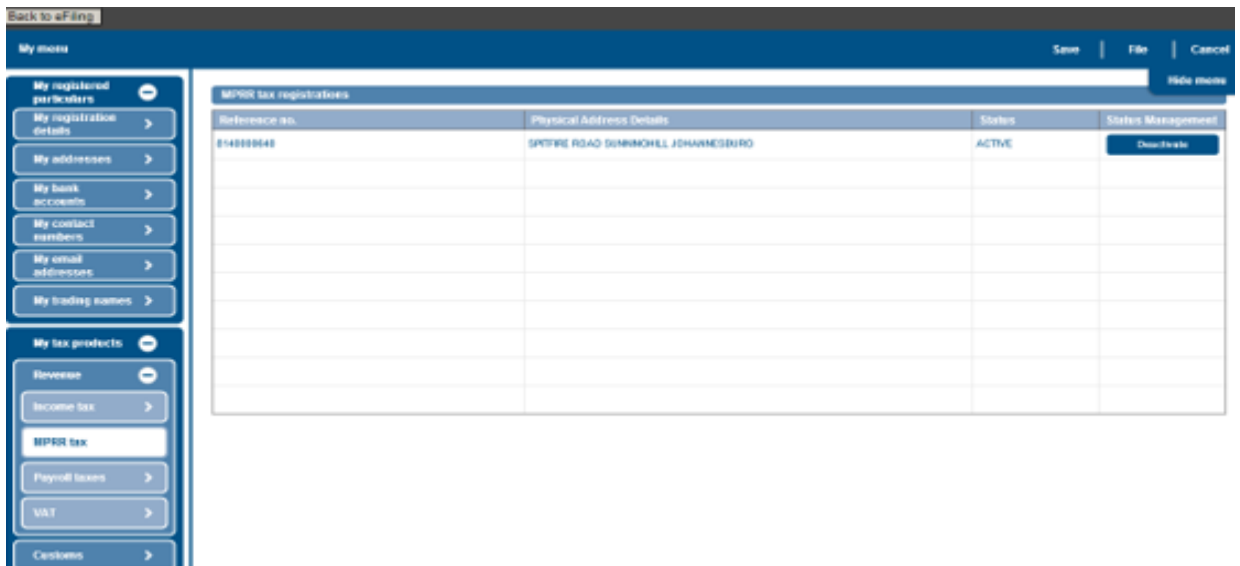 Back to eFiling
My menu
Save | File | Cancel
Hide menu
My registered
particulars
My registration
details
My addresses
My bank
accounts
My contact
numbers
My email
addresses
My trading names
My tax products
Revenue
Income tax
MPRR tax
Payroll taxes
VAT
Customs
MPRR tax registrations
Reference no. Physical Address Details Status Status Management
SPITFIRE ROAD SUNNINGHILL JOHANNESBURG ACTIVE Deactivate